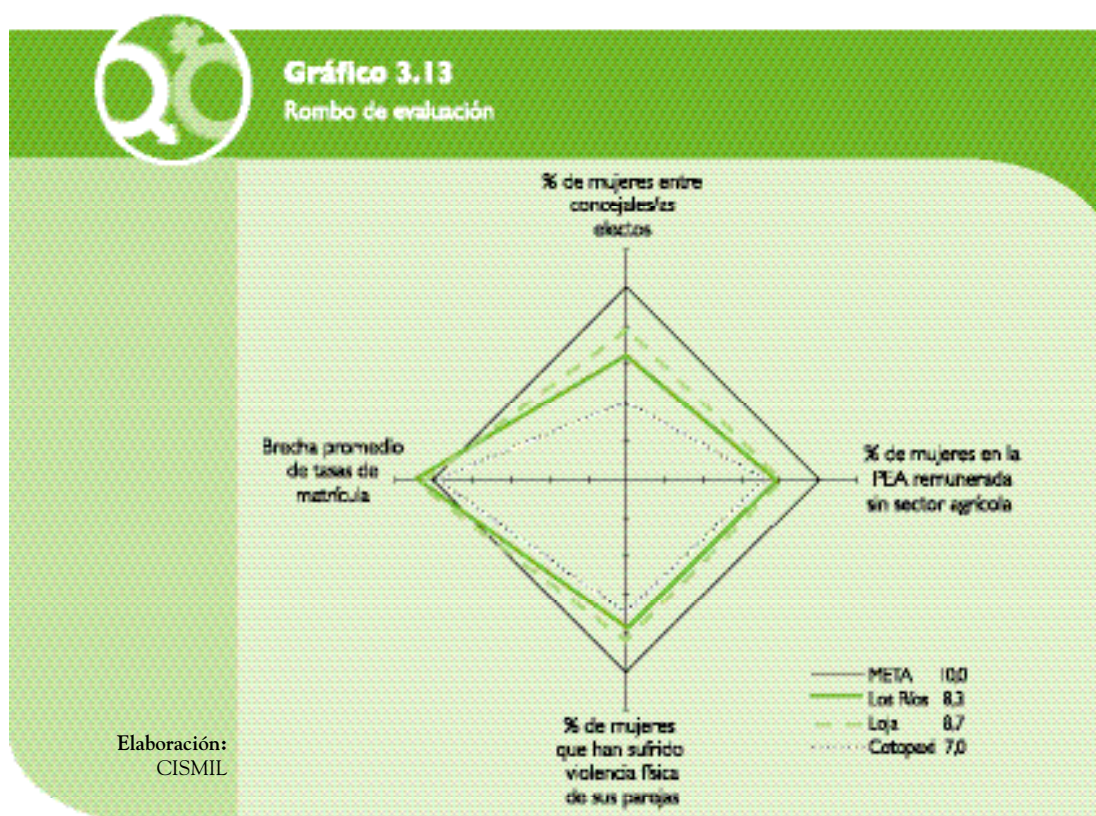 Gráfico 3.13
Rombo de evaluación
% de mujeres entre
concejales/as
electos
Brecha promedio
de tasas de
matrícula
% de mujeres en la
PEA remunerada
sin sector agrícola
% de mujeres
que han sufrido
violencia física
de sus parejas
META 10,0
Los Ríos 8,3
Loja 8,7
Cotopaxi 7,0
Elaboración:
CISMIL